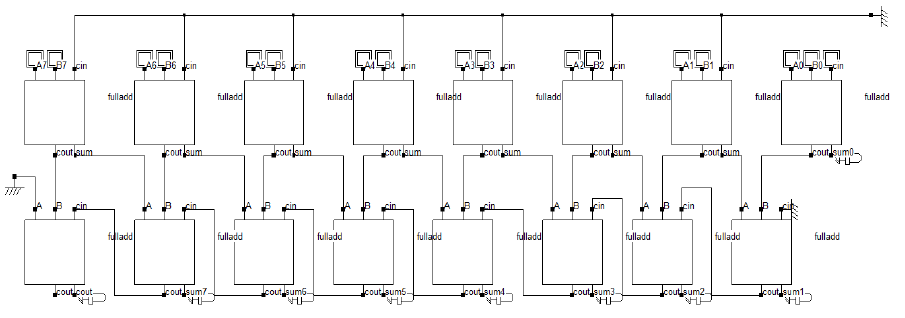 A7 B7 cin A6 B6 cin A5 B5 cin A4 B4 cin A3 B3 cin A2 B2 cin A1 B1 cin A0 B0 cin
fulladd fulladd fulladd fulladd fulladd fulladd fulladd fulladd
cout sum cout sum cout sum cout sum cout sum cout sum cout sum cout sum0
A B cin A B cin A B cin A B cin A B cin A B cin A B cin A B cin
fulladd fulladd fulladd fulladd fulladd fulladd fulladd fulladd
cout cout cout sum7 cout sum6 cout sum5 cout sum4 cout sum3 cout sum2 cout sum1